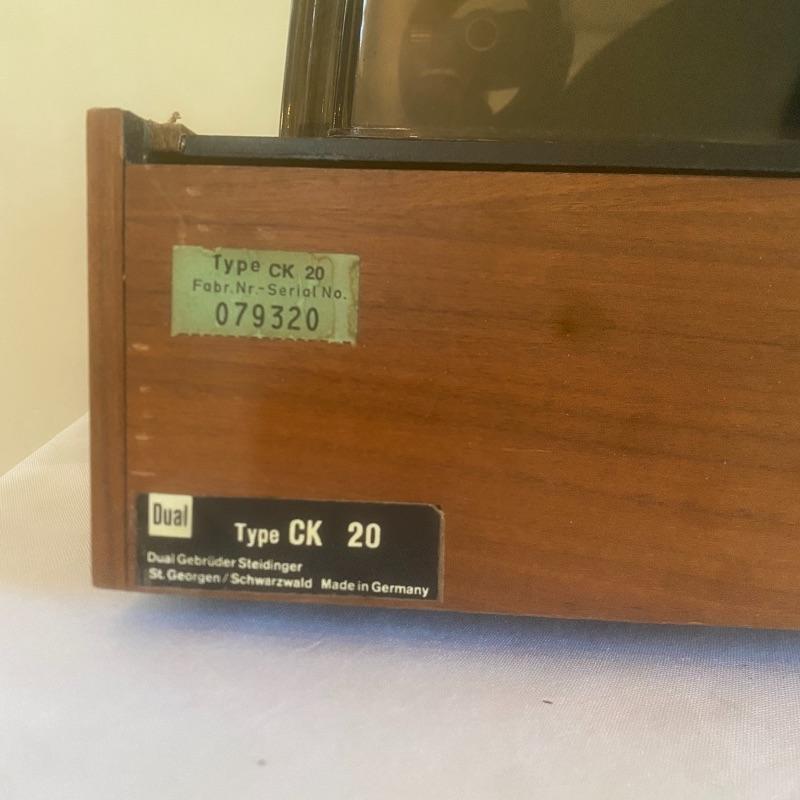 Type CK 20
Fabr.Nr.-Serial No.
079320
Dual
Type CK 20
Dual Gebrüder Steidinger
St. Georgen/Schwarzwald Made in Germany